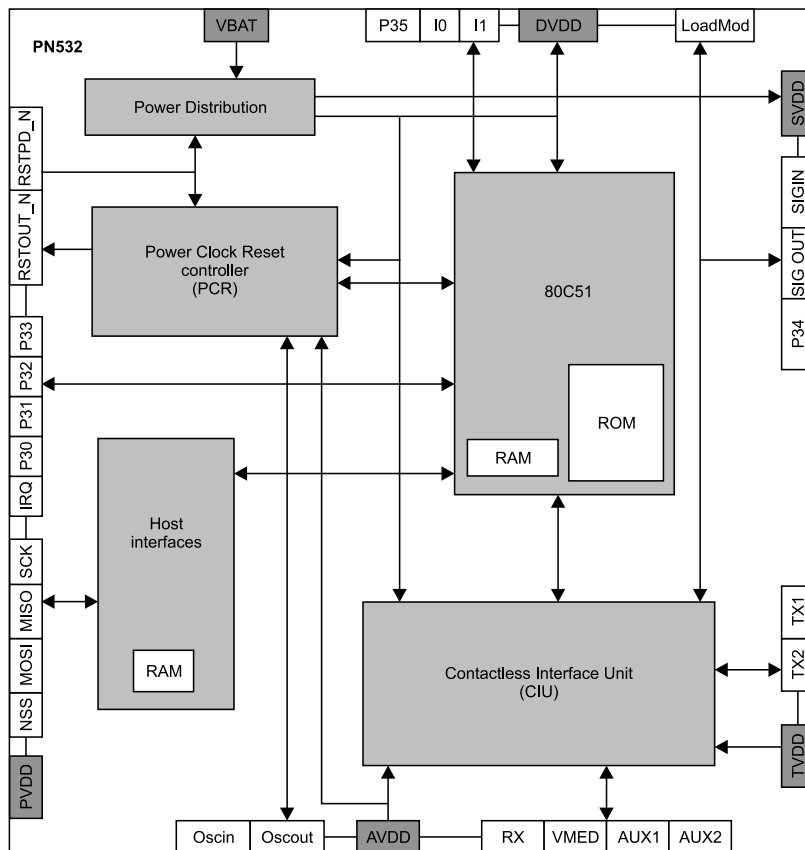 PN532
VBAT
P35
I0
I1
DVDD
LoadMod
Power Distribution
SVDD
RSTPD_N
SIGIN
RSTOUT_N
Power Clock Reset
controller
(PCR)
80C51
SIG OUT
P34
P33
P32
P31
P30
IRQ
ROM
RAM
Host
interfaces
SCK
MISO
MOSI
NSS
PVDD
RAM
Contactless Interface Unit
(CIU)
TX1
TX2
TVDD
Oscin
Oscout
AVDD
RX
VMED
AUX1
AUX2